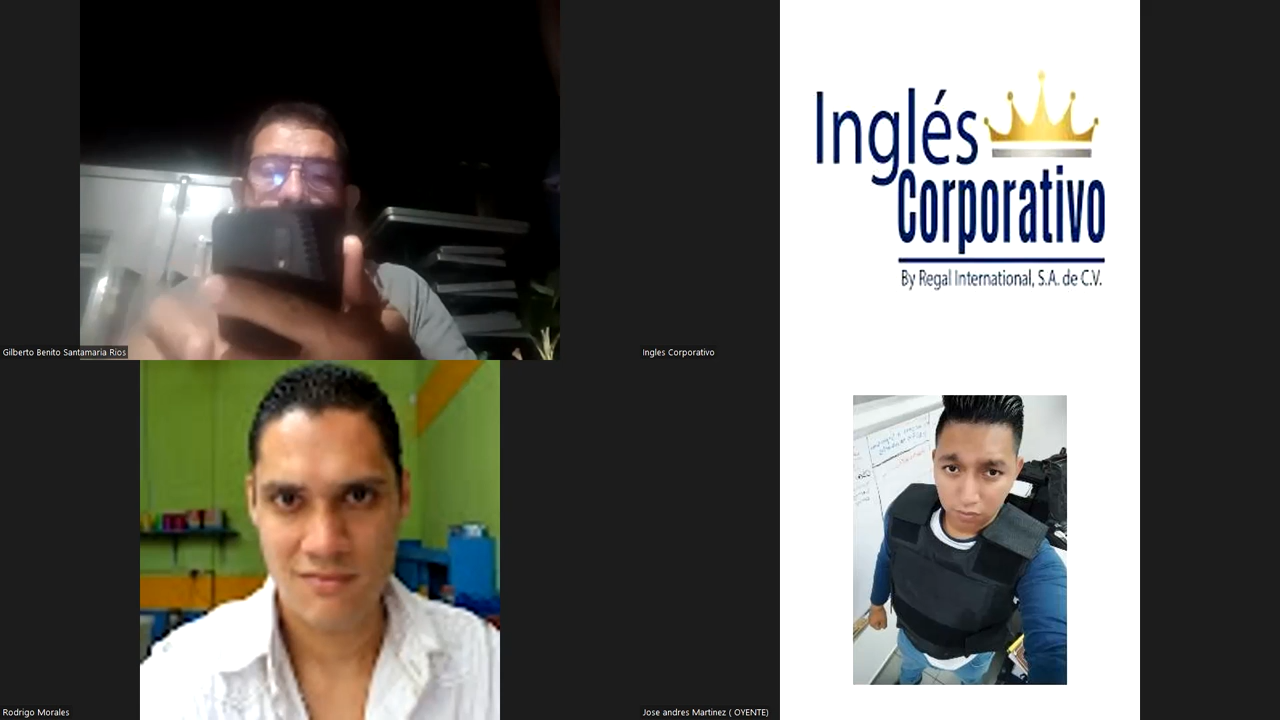 Inglés
Corporativo
By Regal International, S.A. de C.V.
Gilberto Benito Santamaria Rios
Ingles Corporativo
Rodrigo Morales
Jose andres Martinez ( OYENTE)